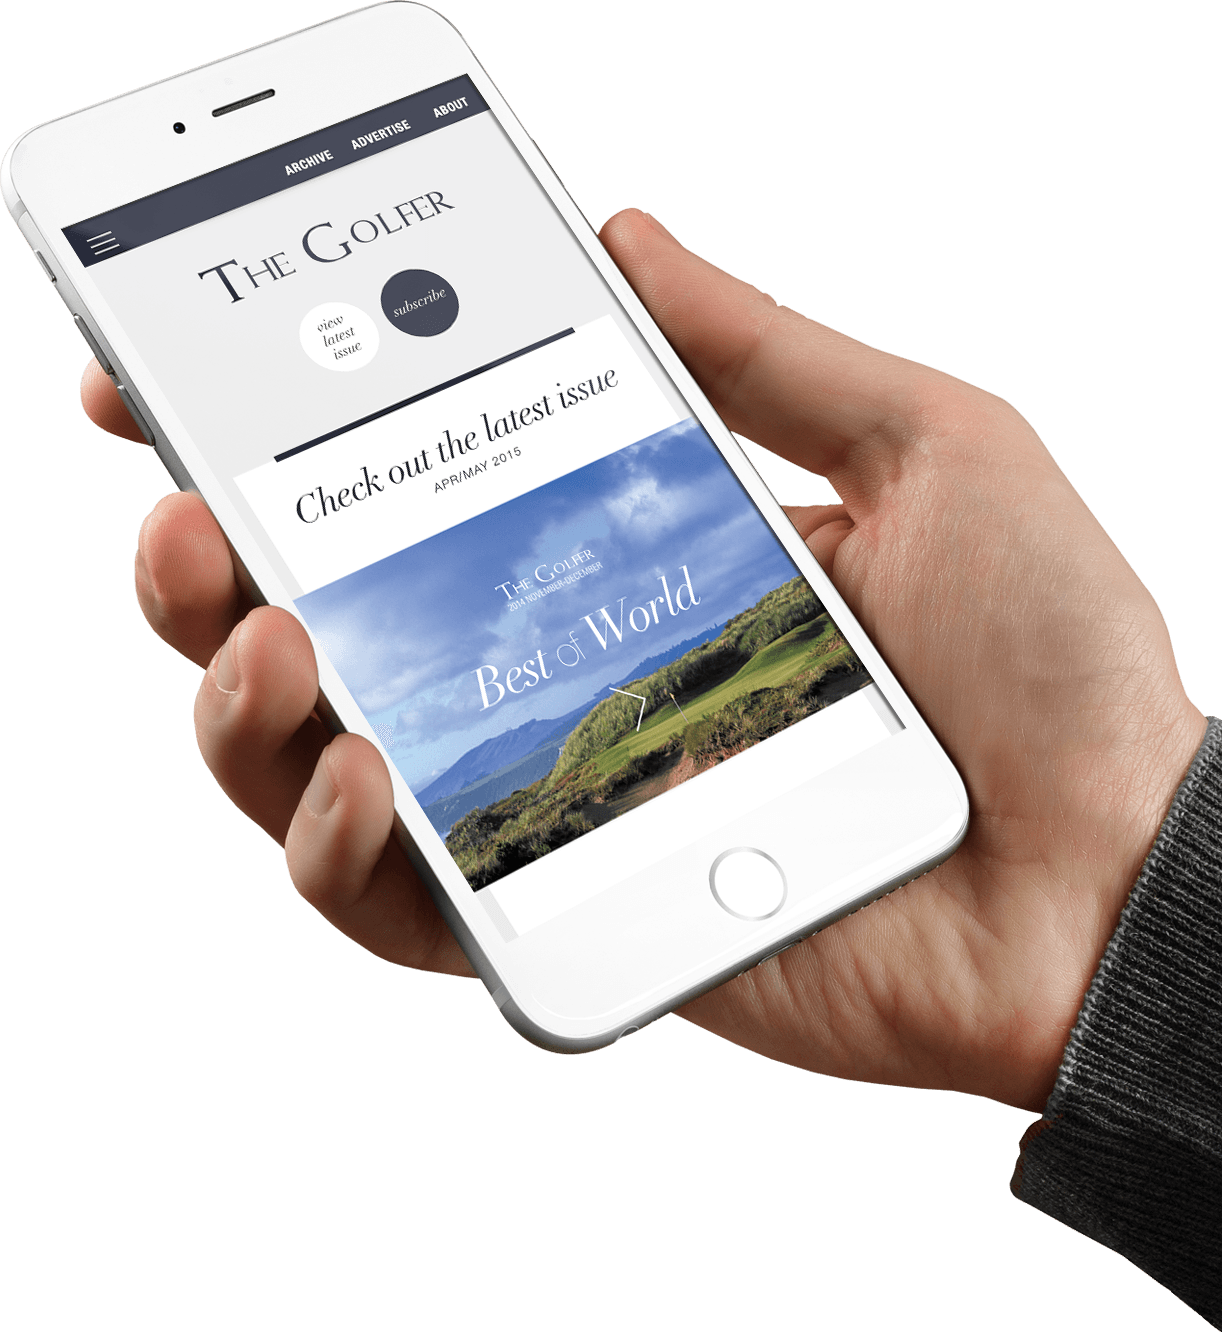 ARCHIVE ADVERTISE ABOUT
THE GOLFER
view
latest
issue
subscribe
Check out the latest issue
APR/MAY 2015
THE GOLFER
2014 NOVEMBER-DECEMBER
Best of World